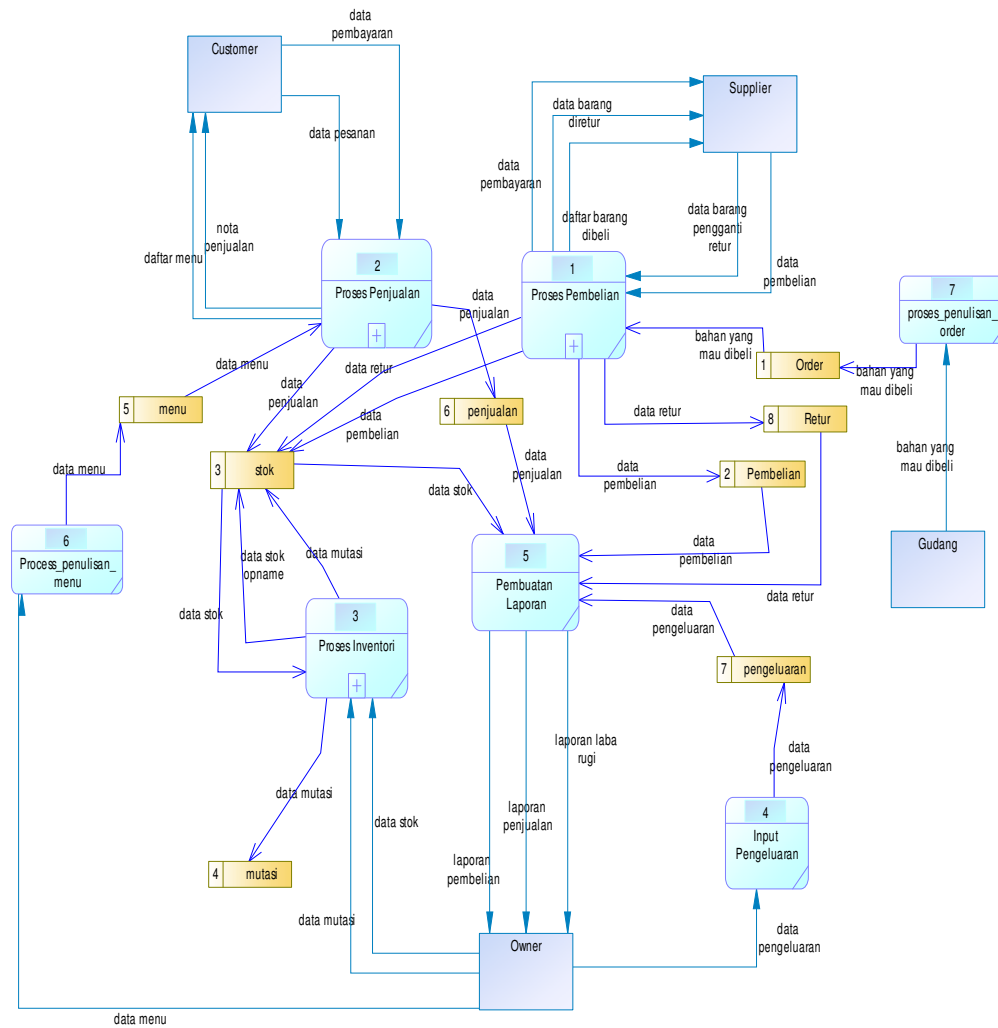 data
pembayaran
Customer
Supplier
data barang
diretur
data pesanan
data
pembayaran
daftar barang
dibeli
data barang
pengganti
retur
nota
penjualan
daftar menu
data
pembelian
2
Proses Penjualan
1
Proses Pembelian
7
proses_penulisan_
order
data
penjualan
bahan yang
mau dibeli
1
Order
bahan yang
mau dibeli
data menu
data retur
data
penjualan
5
menu
6
penjualan
data
pembelian
data retur
8
Retur
bahan yang
mau dibeli
data menu
3
stok
data stok
data
penjualan
data
pembelian
2
Pembelian
6
Process_penulisan_
menu
data stok
opname
data mutasi
5
Pembuatan
Laporan
data
pembelian
Gudang
data retur
data stok
3
Proses Inventori
data
pengeluaran
7
pengeluaran
laporan laba
rugi
data
pengeluaran
data mutasi
data stok
laporan
penjualan
4
Input
Pengeluaran
laporan
pembelian
4
mutasi
data mutasi
Owner
data
pengeluaran
data menu